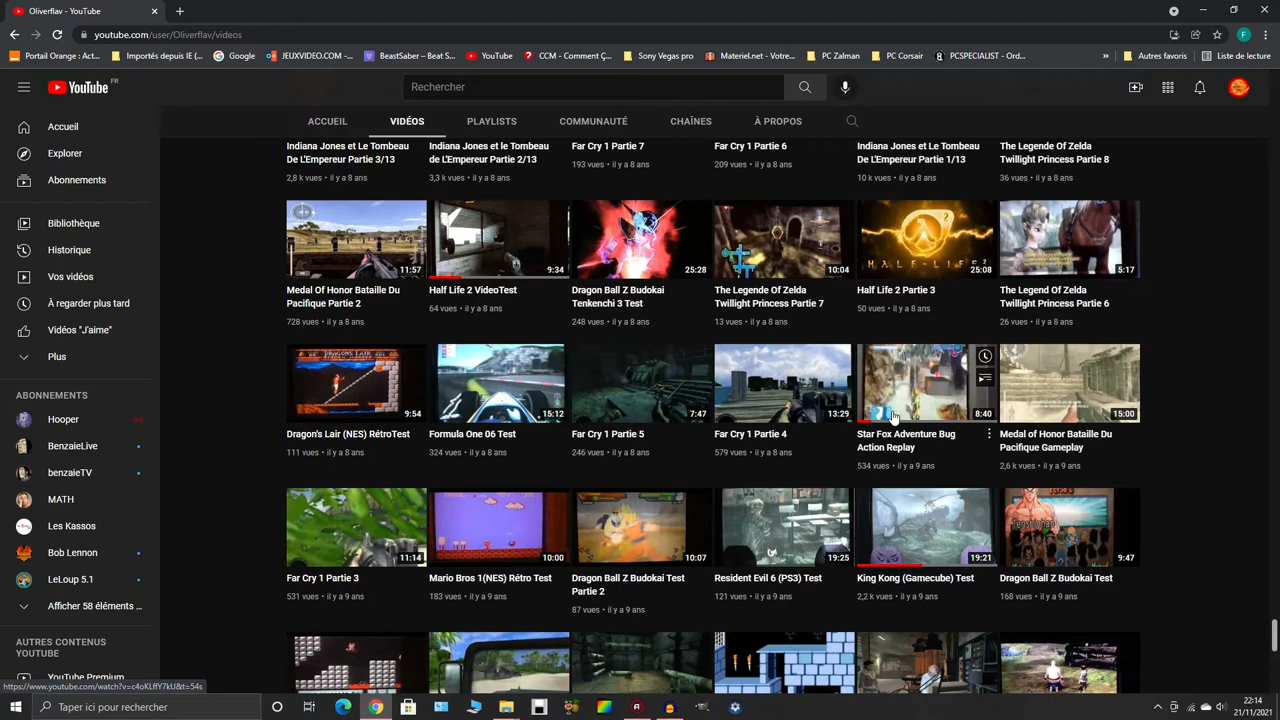 Oliverflav - YouTube
youtube.com/user/Oliverflav/videos
Portail Orange : Act...
Importés depuis IE (...
Google
JEUXVIDEO.COM - ...
BeastSaber – Beat S...
YouTube
CCM - Comment Ç...
Sony Vegas pro
Materiel.net - Votre...
PC Zalman
PC Corsair
PCSPECIALIST - Ord...
»
Autres favoris
Liste de lecture
YouTube FR
Rechercher
F
ACCUEIL
VIDÉOS
PLAYLISTS
COMMUNAUTÉ
CHAÎNES
À PROPOS
Accueil
Explorer
Abonnements
Bibliothèque
Historique
Vos vidéos
À regarder plus tard
Vidéos "J'aime"
Plus
ABONNEMENTS
Hooper
BenzaieLive
benzaieTV
MATH
Les Kassos
Bob Lennon
LeLoup 5.1
Afficher 58 éléments ...
AUTRES CONTENUS
YOUTUBE
YouTube Premium
Indiana Jones et Le Tombeau
De L'Empereur Partie 3/13
2,8 k vues • il y a 8 ans
Indiana Jones et le Tombeau
de L'Empereur Partie 2/13
3,3 k vues • il y a 8 ans
Far Cry 1 Partie 7
193 vues • il y a 8 ans
Far Cry 1 Partie 6
209 vues • il y a 8 ans
Indiana Jones et le Tombeau
De L'Empereur Partie 1/13
10 k vues • il y a 8 ans
The Legende Of Zelda
Twillight Princess Partie 8
36 vues • il y a 8 ans
11:57
Medal Of Honor Bataille Du
Pacifique Partie 2
728 vues • il y a 8 ans
9:34
Half Life 2 VideoTest
64 vues • il y a 8 ans
25:28
Dragon Ball Z Budokai
Tenkenchi 3 Test
248 vues • il y a 8 ans
10:04
The Legende Of Zelda
Twillight Princess Partie 7
13 vues • il y a 8 ans
HALF-LIFE 2
25:08
Half Life 2 Partie 3
50 vues • il y a 8 ans
5:17
The Legend Of Zelda
Twillight Princess Partie 6
26 vues • il y a 8 ans
DRAGONS LAIR
9:54
Dragon's Lair (NES) RétroTest
111 vues • il y a 8 ans
15:12
Formula One 06 Test
324 vues • il y a 8 ans
7:47
Far Cry 1 Partie 5
246 vues • il y a 8 ans
13:29
Far Cry 1 Partie 4
579 vues • il y a 8 ans
8:40
Star Fox Adventure Bug
Action Replay
534 vues • il y a 9 ans
15:00
Medal of Honor Bataille Du
Pacifique Gameplay
2,6 k vues • il y a 9 ans
11:14
Far Cry 1 Partie 3
531 vues • il y a 9 ans
10:00
Mario Bros 1(NES) Rétro Test
183 vues • il y a 9 ans
10:07
Dragon Ball Z Budokai Test
Partie 2
87 vues • il y a 9 ans
19:25
Resident Evil 6 (PS3) Test
121 vues • il y a 9 ans
19:21
King Kong (Gamecube) Test
2,2 k vues • il y a 9 ans
Tenshinhan
9:47
Dragon Ball Z Budokai Test
168 vues • il y a 9 ans
https://www.youtube.com/watch?v=c4oKLffY7kU&t=54s
Taper ici pour rechercher
22:14
21/11/2021